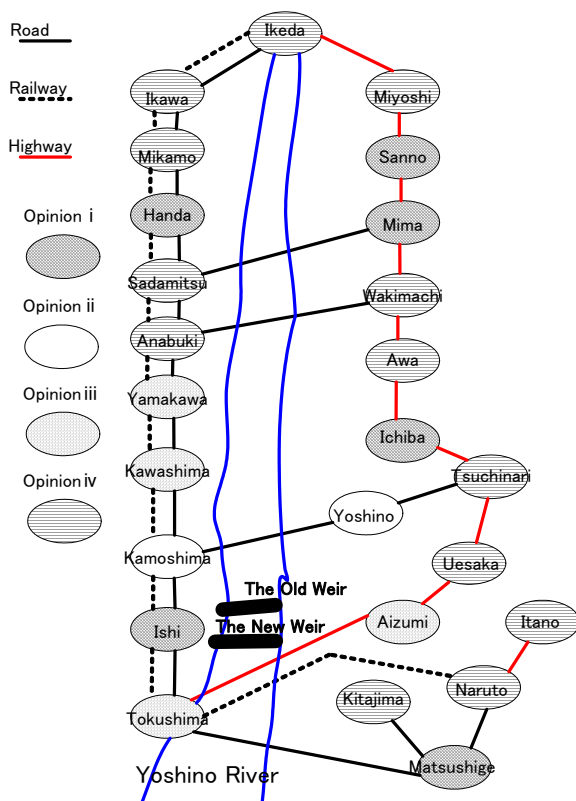 Road
Railway
Highway
Opinion i
Opinion ii
Opinion iii
Opinion iv
Ikeda
Ikawa
Miyoshi
Mikamo
Sanno
Handa
Mima
Sadamitsu
Wakimachi
Anabuki
Awa
Yamakawa
Ichiba
Kawashima
Tsuchinari
Yoshino
Kamoshima
Uesaka
The Old Weir
Aizumi
Itano
Ishi
The New Weir
Naruto
Kitajima
Tokushima
Matsushige
Yoshino River